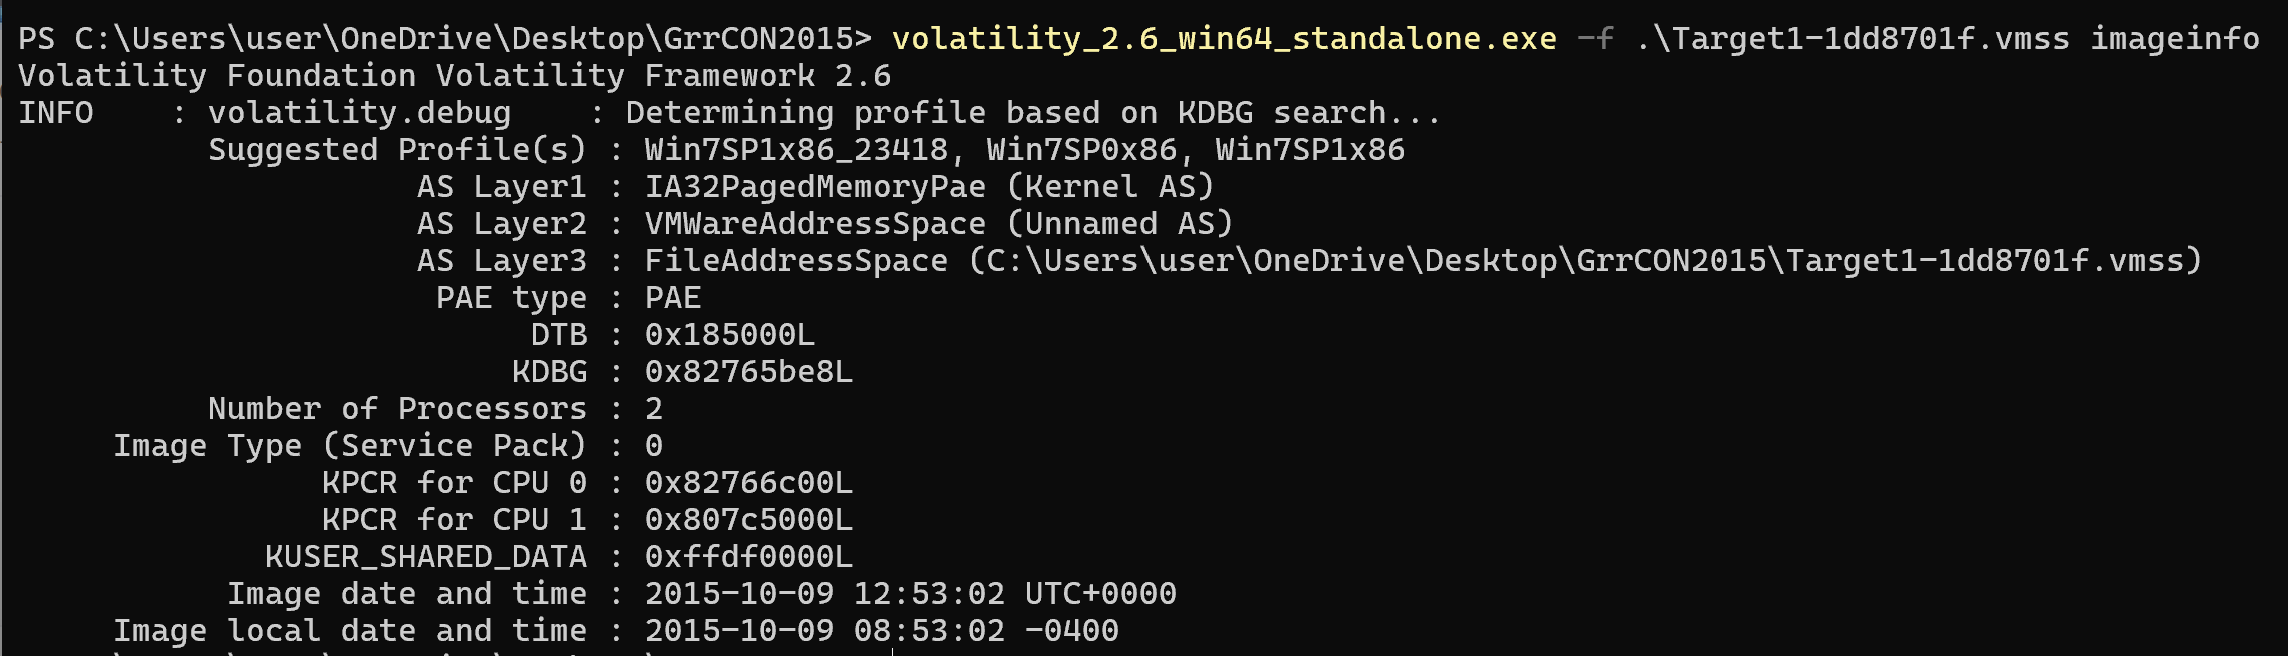 PS C:\Users\user\OneDrive\Desktop\GrrCON2015> volatility_2.6_win64_standalone.exe -f .\Target1-1dd8701f.vmss imageinfo
Volatility Foundation Volatility Framework 2.6
INFO    : volatility.debug    : Determining profile based on KDBG search...
Suggested Profile(s) : Win7SP1x86_23418, Win7SP0x86, Win7SP1x86
AS Layer1 : IA32PagedMemoryPae (Kernel AS)
AS Layer2 : VMWareAddressSpace (Unnamed AS)
AS Layer3 : FileAddressSpace (C:\Users\user\OneDrive\Desktop\GrrCON2015\Target1-1dd8701f.vmss)
PAE type : PAE
DTB : 0x185000L
KDBG : 0x82765be8L
Number of Processors : 2
Image Type (Service Pack) : 0
KPCR for CPU 0 : 0x82766c00L
KPCR for CPU 1 : 0x807c5000L
KUSER_SHARED_DATA : 0xffdf0000L
Image date and time : 2015-10-09 12:53:02 UTC+0000
Image local date and time : 2015-10-09 08:53:02 -0400